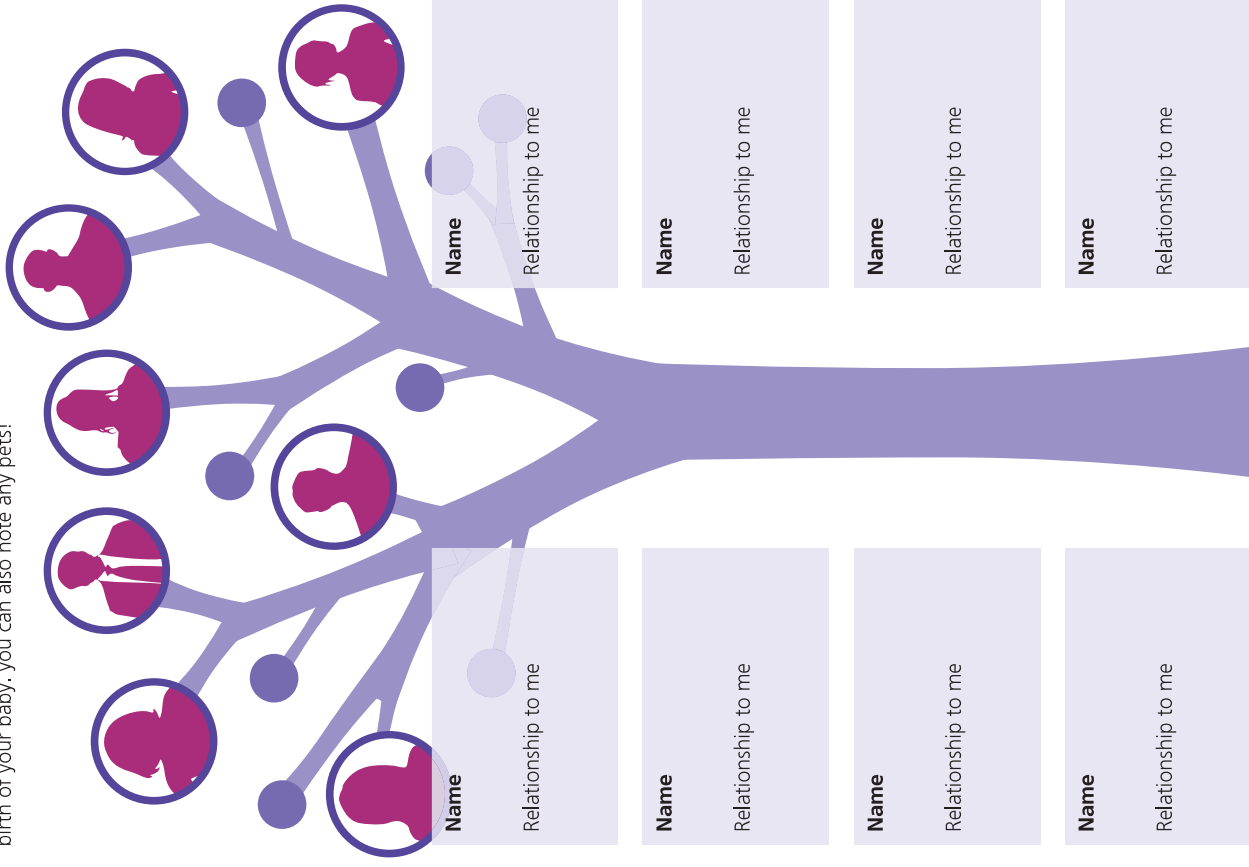 birth of your baby, you can also note any pets!
Name
Relationship to me
Name
Relationship to me
Name
Relationship to me
Name
Relationship to me
Name
Relationship to me
Name
Relationship to me
Name
Relationship to me
Name
Relationship to me